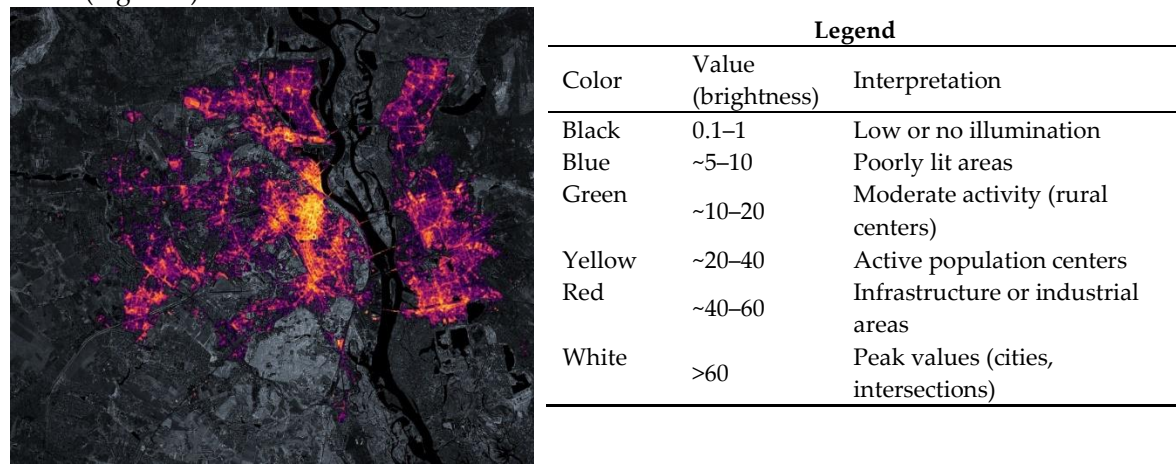 Legend
Color
Value
(brightness)
Interpretation
Black 0.1–1 Low or no illumination
Blue ~5–10 Poorly lit areas
Green ~10–20 Moderate activity (rural
centers)
Yellow ~20–40 Active population centers
Red ~40–60 Infrastructure or industrial
areas
White >60 Peak values (cities,
intersections)